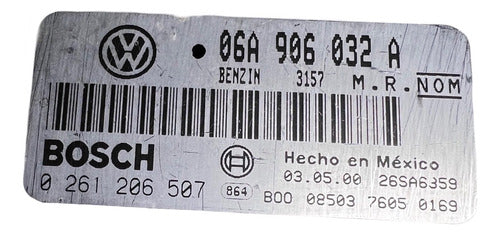 06A 906 032 A
BENZIN 3157 M.R.NOM
BOSCH
Hecho en México
0 261 206 507
864
03.05.00 26SA6359
B00 08503 7605 0169